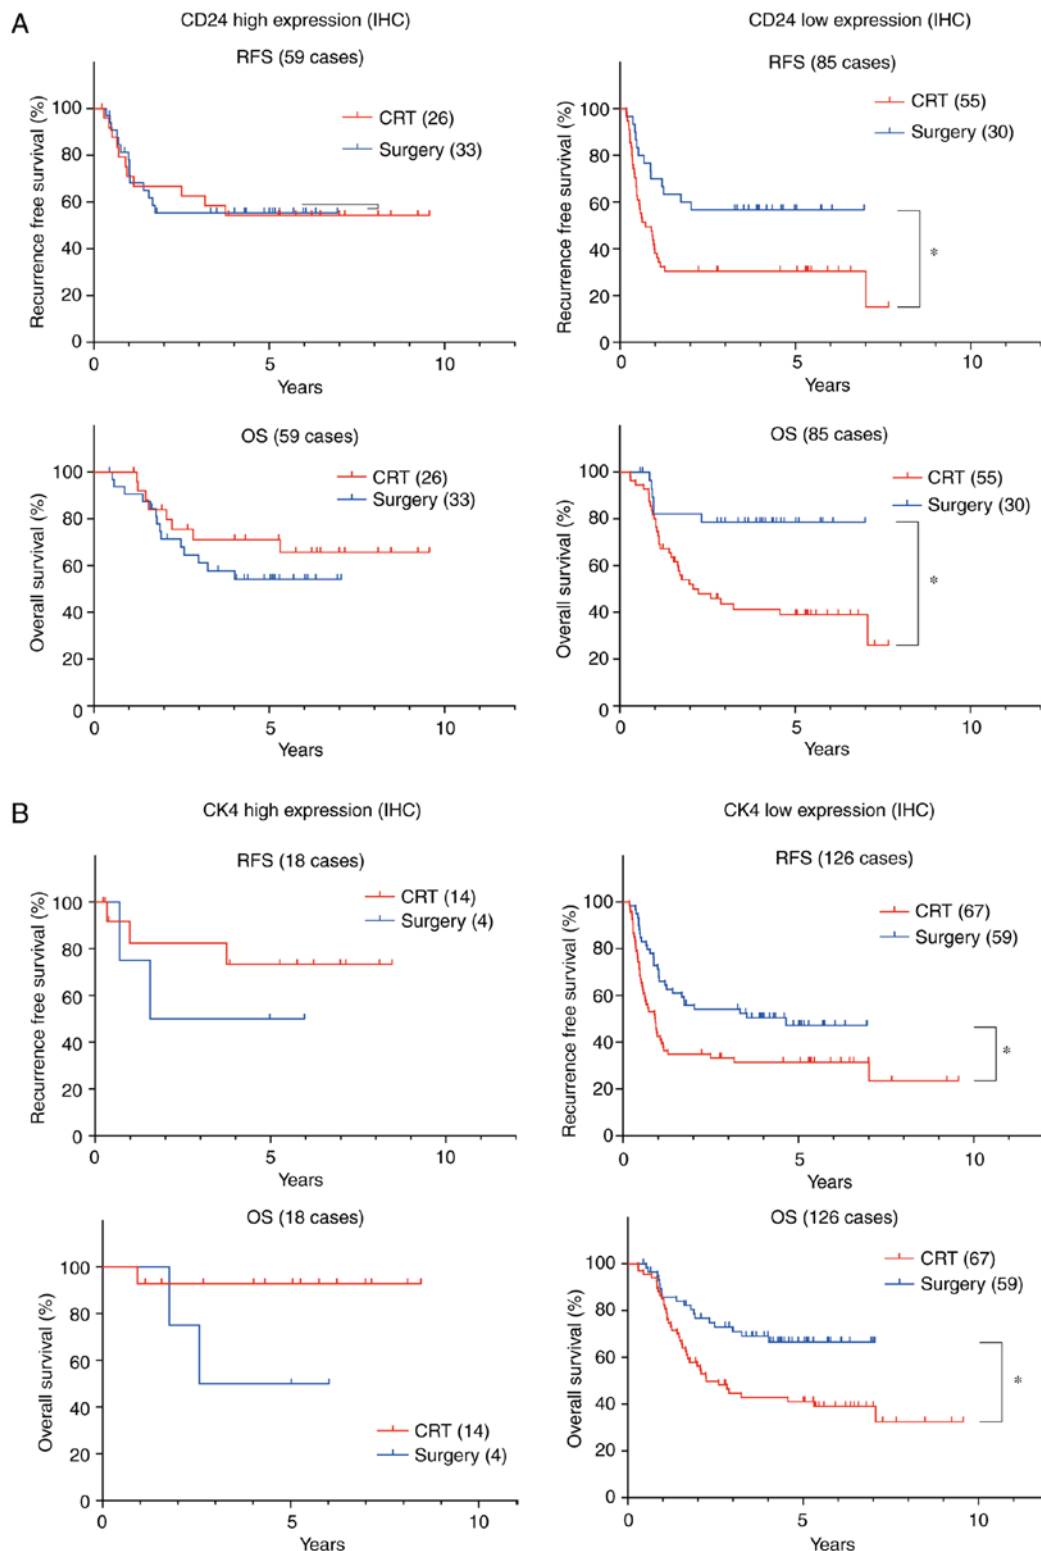 A
CD24 high expression (IHC)
CD24 low expression (IHC)
RFS (59 cases)
Recurrence free survival (%)
100
80
60
40
20
0
CRT (26)
Surgery (33)
0 5 10
Years
RFS (85 cases)
Recurrence free survival (%)
100
80
60
40
20
0
CRT (55)
Surgery (30)
*
0 5 10
Years
OS (59 cases)
Overall survival (%)
100
80
60
40
20
0
CRT (26)
Surgery (33)
0 5 10
Years
OS (85 cases)
Overall survival (%)
100
80
60
40
20
0
CRT (55)
Surgery (30)
*
0 5 10
Years
B
CK4 high expression (IHC)
CK4 low expression (IHC)
RFS (18 cases)
Recurrence free survival (%)
100
80
60
40
20
0
CRT (14)
Surgery (4)
0 5 10
Years
RFS (126 cases)
Recurrence free survival (%)
100
80
60
40
20
0
CRT (67)
Surgery (59)
*
0 5 10
Years
OS (18 cases)
Overall survival (%)
100
80
60
40
20
0
CRT (14)
Surgery (4)
0 5 10
Years
OS (126 cases)
Overall survival (%)
100
80
60
40
20
0
CRT (67)
Surgery (59)
*
0 5 10
Years